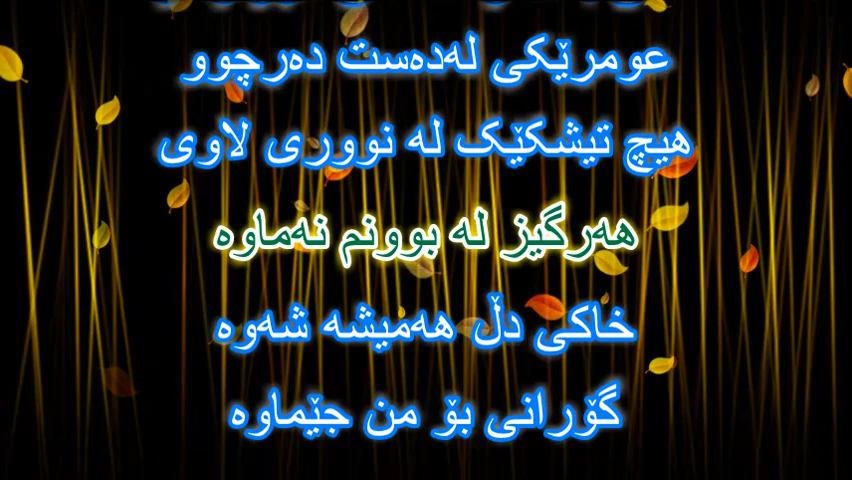 عومرێکی لەدەست دەرچوو
هیچ تیشکێک لە نووری لاوی
هەرگیز لە بوونم نەماوە
خاکی دڵ هەمیشە شەوە
گۆرانی بۆ من جێماوە